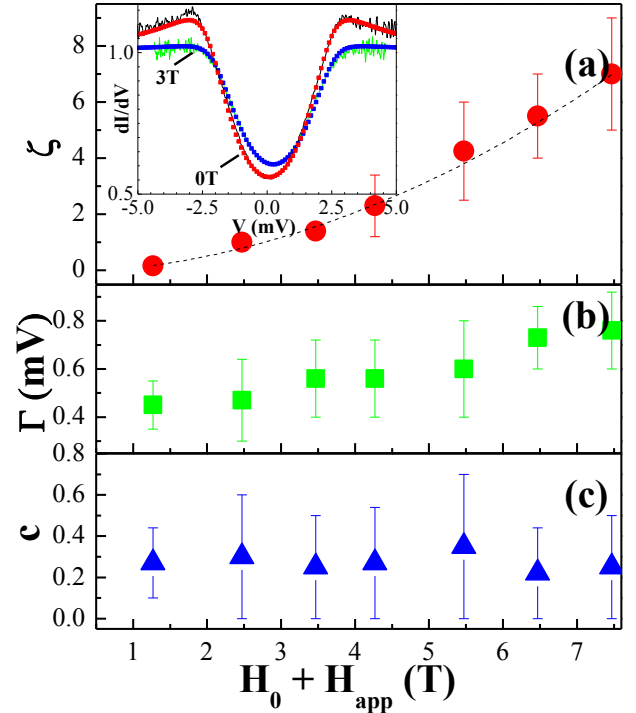 (a)
8
6
4
2
0
ζ
1.0
0.5
dI/dV
3T
0T
-5.0 -2.5 0.0 2.5 5.0
V (mV)
(b)
0.8
0.6
0.4
Γ (mV)
(c)
0.8
0.6
0.4
0.2
0.0
c
1 2 3 4 5 6 7
H0 + Happ (T)